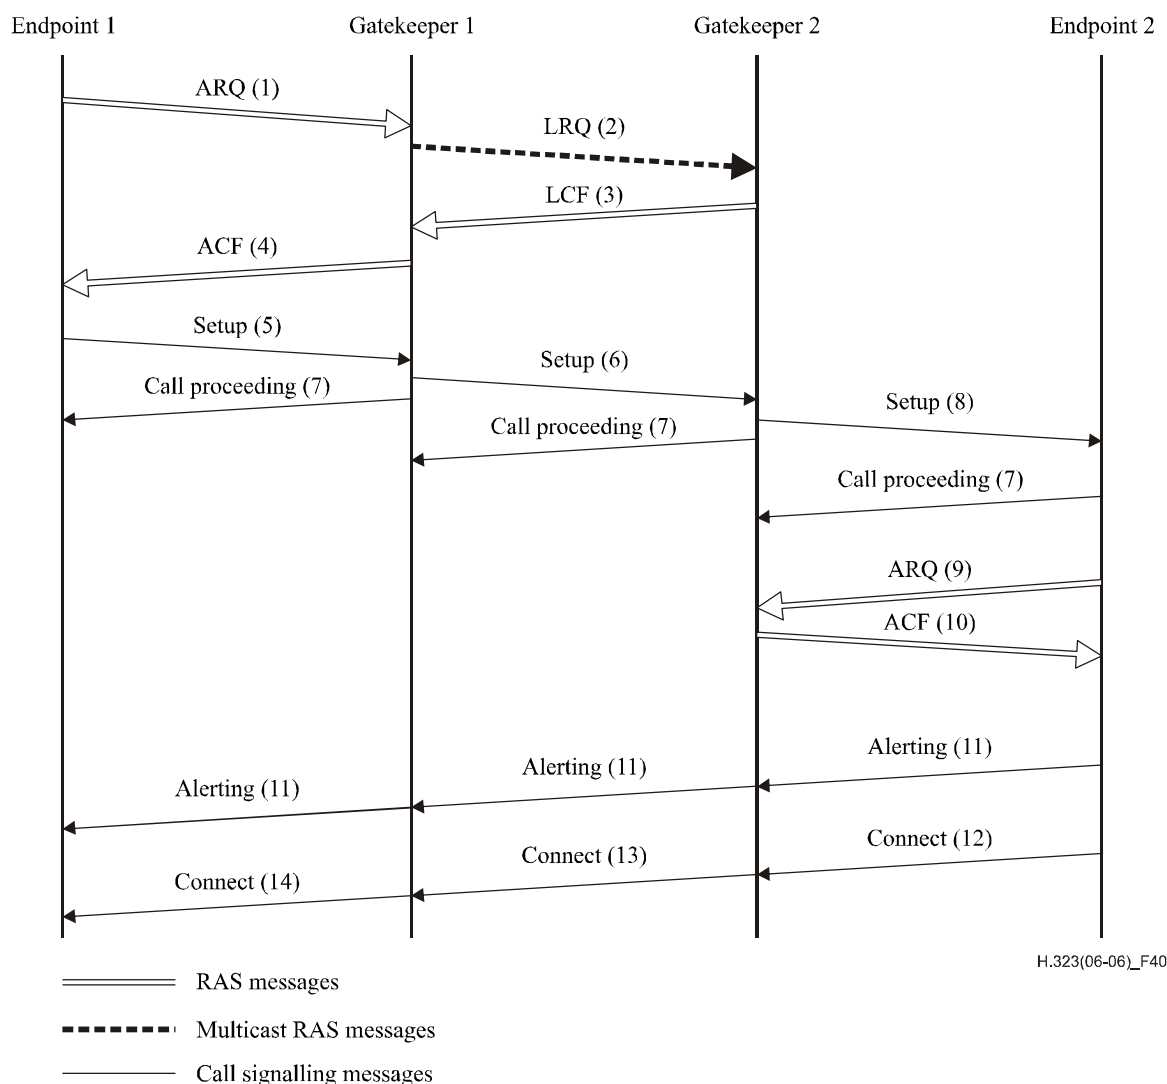 Endpoint 1 Gatekeeper 1 Gatekeeper 2 Endpoint 2
ARQ (1)
LRQ (2)
LCF (3)
ACF (4)
Setup (5)
Setup (6)
Call proceeding (7)
Setup (8)
Call proceeding (7)
Call proceeding (7)
ARQ (9)
ACF (10)
Alerting (11)
Alerting (11)
Alerting (11)
Connect (12)
Connect (13)
Connect (14)
H.323(06-06)_F40
RAS messages
Multicast RAS messages
Call signalling messages